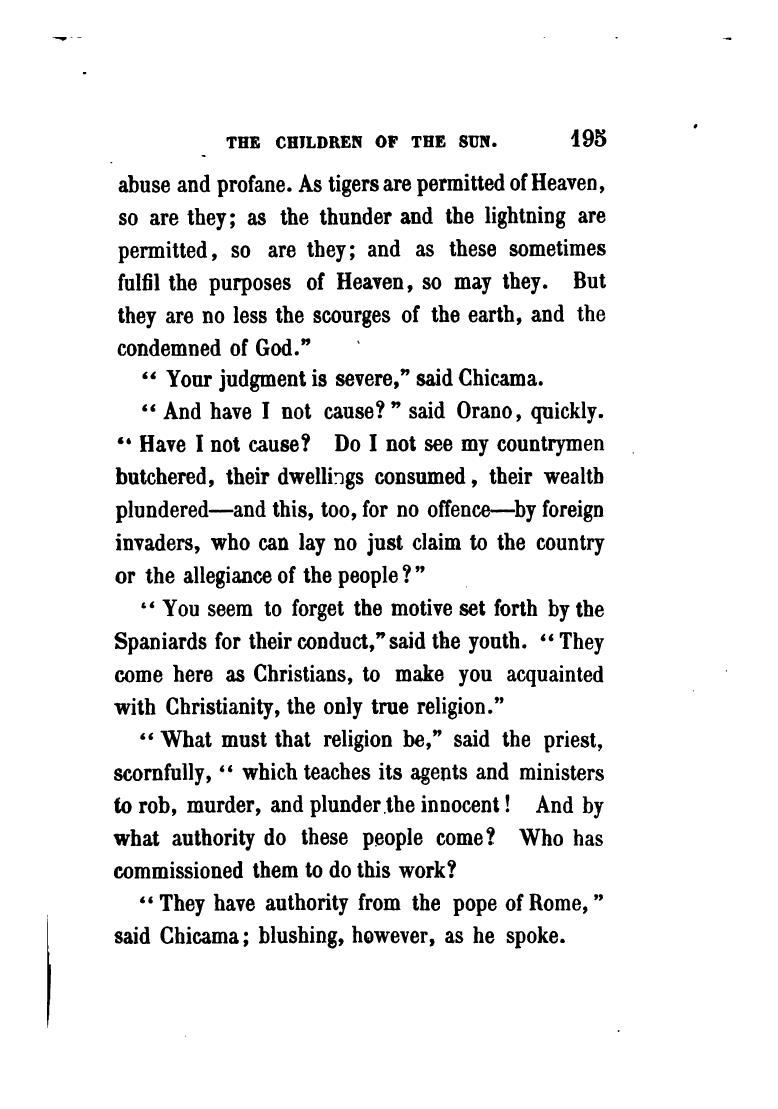 THE CHILDREN OF THE SUN. 195
abuse and profane. As tigers are permitted of Heaven,
so are they; as the thunder and the lightning are
permitted, so are they; and as these sometimes
fulfil the purposes of Heaven, so may they. But
they are no less the scourges of the earth, and the
condemned of God.”
“ Your judgment is severe,” said Chicama.
“ And have I not cause? ” said Orano, quickly.
“ Have I not cause? Do I not see my countrymen
butchered, their dwellings consumed, their wealth
plundered—and this, too, for no offence—by foreign
invaders, who can lay no just claim to the country
or the allegiance of the people?”
“ You seem to forget the motive set forth by the
Spaniards for their conduct,” said the youth. “ They
come here as Christians, to make you acquainted
with Christianity, the only true religion.”
“ What must that religion be,” said the priest,
scornfully, “ which teaches its agents and ministers
to rob, murder, and plunder the innocent! And by
what authority do these people come? Who has
commissioned them to do this work?
“ They have authority from the pope of Rome, ”
said Chicama; blushing, however, as he spoke.